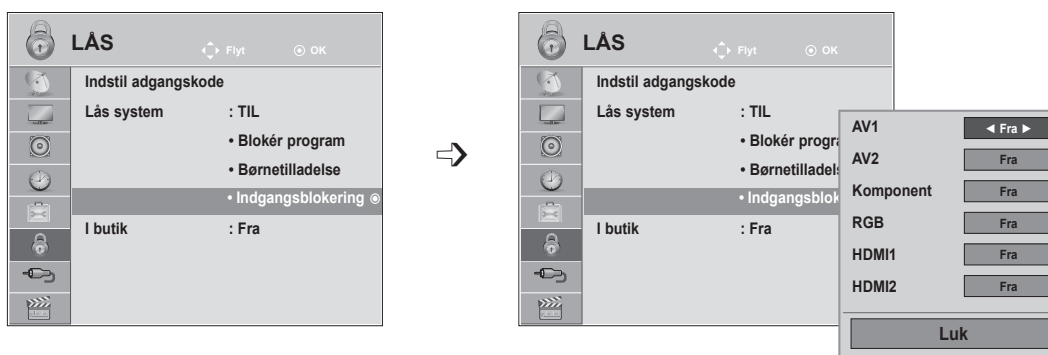 LÅS Flyt OK
Indstil adgangskode
Lås system : TIL
• Blokér program
• Børnetilladelse
• Indgangsblokering
I butik : Fra
LÅS Flyt OK
Indstil adgangskode
Lås system : TIL
• Blokér progra
• Børnetilladels
• Indgangsblok
I butik : Fra
AV1 ◄ Fra ►
AV2 Fra
Komponent Fra
RGB Fra
HDMI1 Fra
HDMI2 Fra
Luk